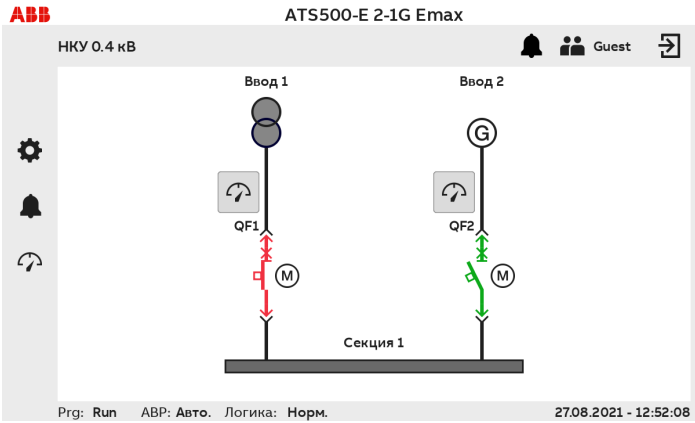 ABB
ATS500-E 2-1G Emax
НКУ 0.4 кВ
Guest
Ввод 1
Ввод 2
G
QF1
QF2
M
M
Секция 1
Prg: Run АВР: Авто. Логика: Норм.
27.08.2021 - 12:52:08